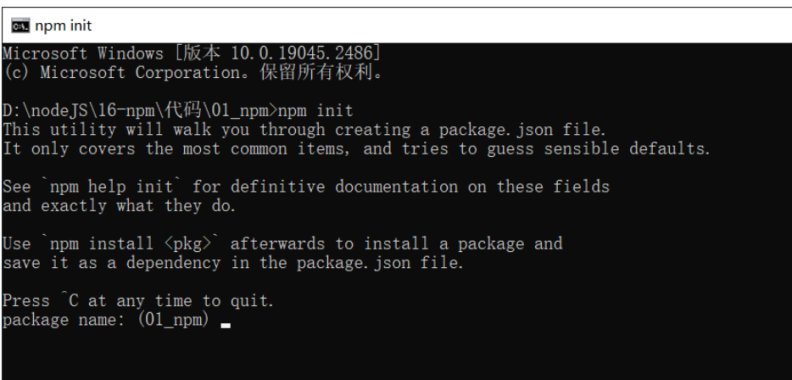 npm init
Microsoft Windows [版本 10.0.19045.2486]
(c) Microsoft Corporation。保留所有权利。
D:\nodeJS\16-npm\代码\01_npm>npm init
This utility will walk you through creating a package.json file.
It only covers the most common items, and tries to guess sensible defaults.
See `npm help init` for definitive documentation on these fields
and exactly what they do.
Use `npm install <pkg>` afterwards to install a package and
save it as a dependency in the package.json file.
Press ^C at any time to quit.
package name: (01_npm)